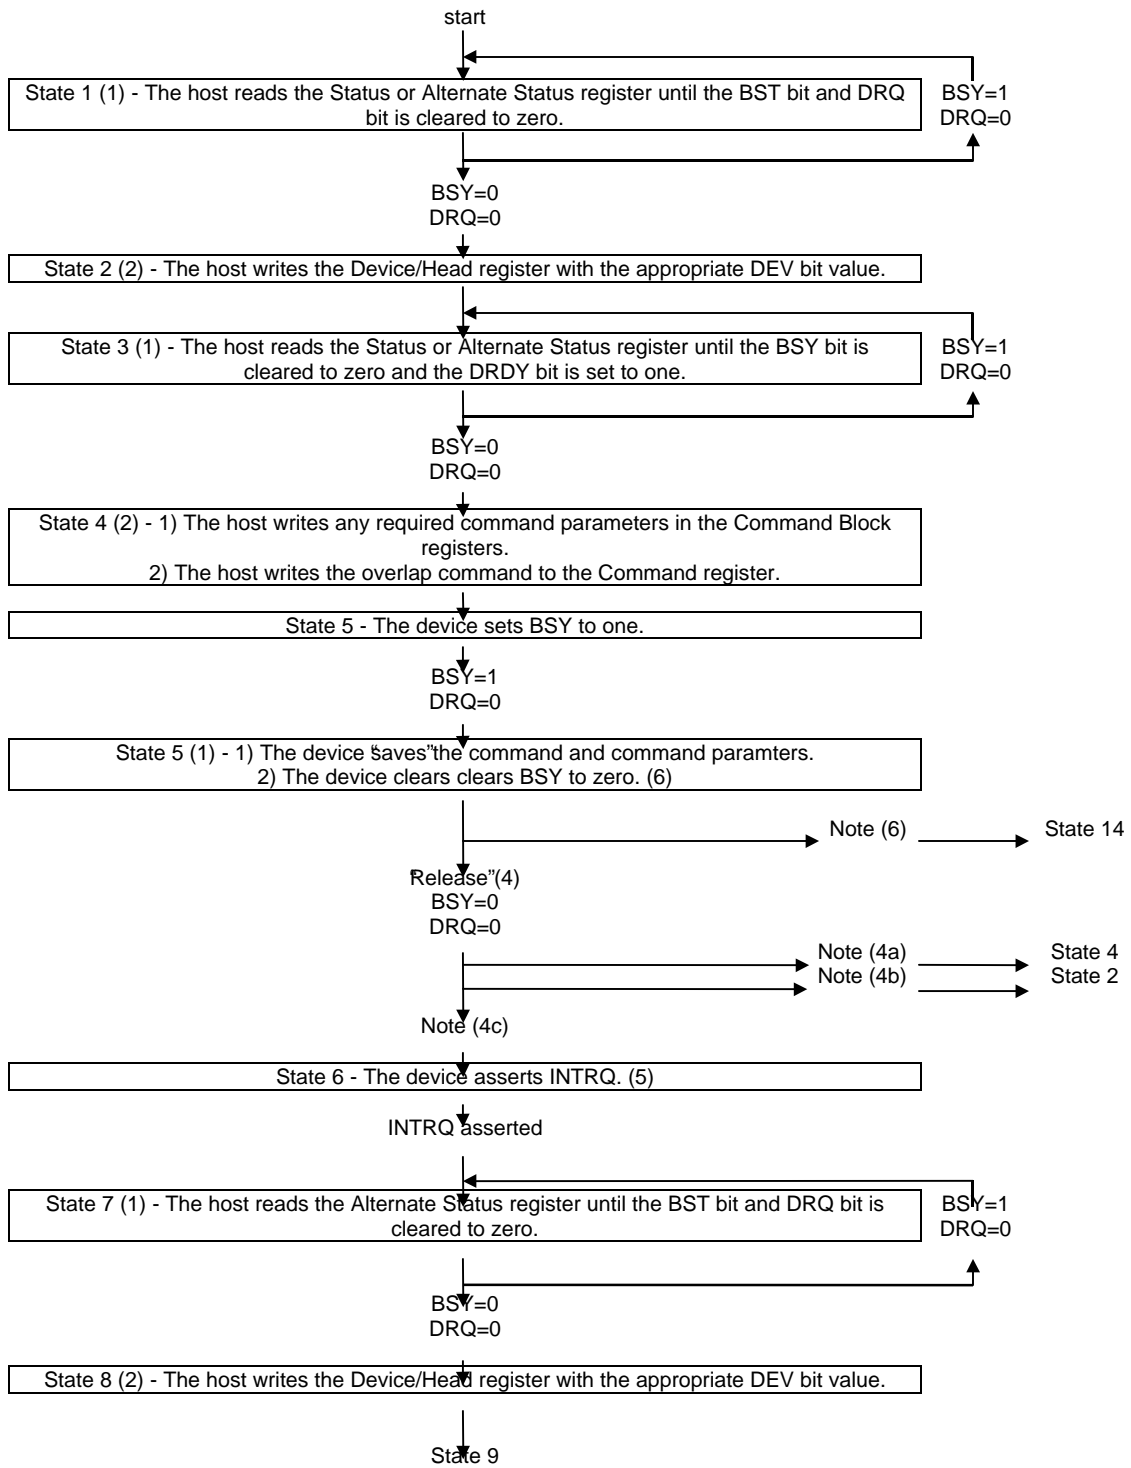 start
State 1 (1) - The host reads the Status or Alternate Status register until the BST bit and DRQ
bit is cleared to zero.
BSY=1
DRQ=0
BSY=0
DRQ=0
State 2 (2) - The host writes the Device/Head register with the appropriate DEV bit value.
State 3 (1) - The host reads the Status or Alternate Status register until the BSY bit is
cleared to zero and the DRDY bit is set to one.
BSY=1
DRQ=0
BSY=0
DRQ=0
State 4 (2) - 1) The host writes any required command parameters in the Command Block
registers.
2) The host writes the overlap command to the Command register.
State 5 - The device sets BSY to one.
BSY=1
DRQ=0
State 5 (1) - 1) The device “saves” the command and command paramters.
2) The device clears clears BSY to zero. (6)
Note (6)
State 14
“Release” (4)
BSY=0
DRQ=0
Note (4a)
State 4
Note (4b)
State 2
Note (4c)
State 6 - The device asserts INTRQ. (5)
INTRQ asserted
State 7 (1) - The host reads the Alternate Status register until the BST bit and DRQ bit is
cleared to zero.
BSY=1
DRQ=0
BSY=0
DRQ=0
State 8 (2) - The host writes the Device/Head register with the appropriate DEV bit value.
State 9